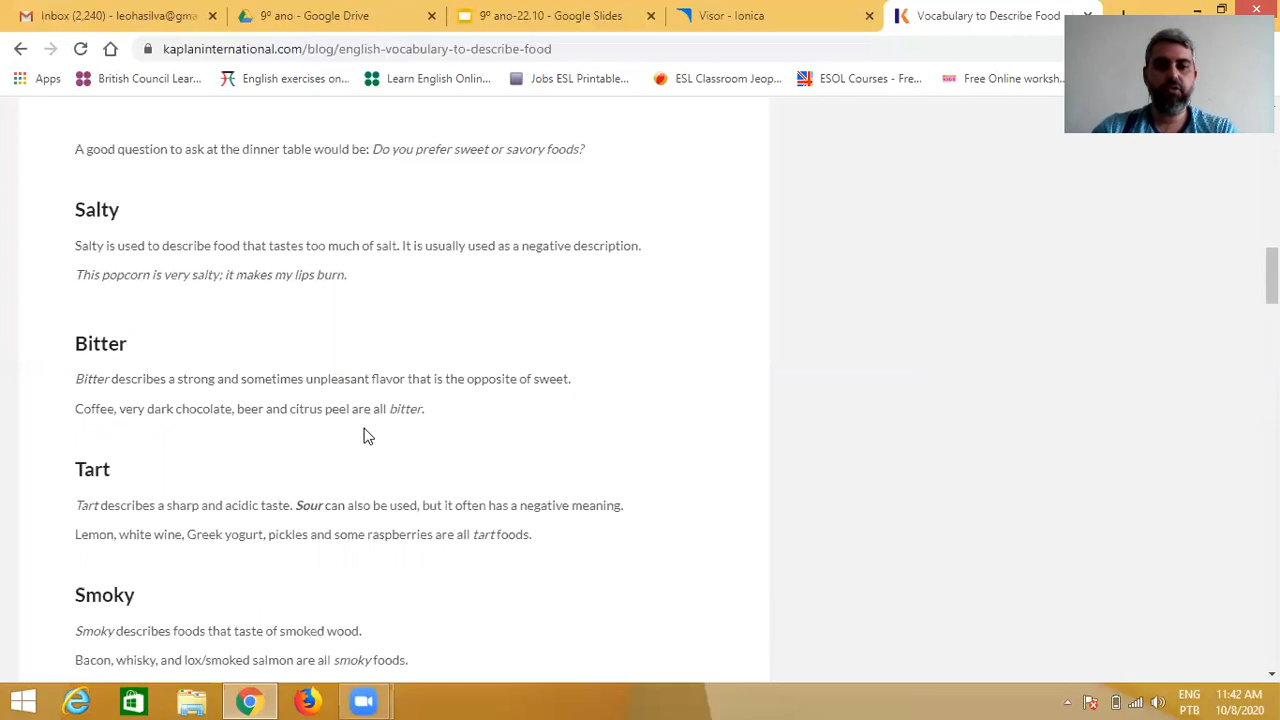 Inbox (2,240) - leohasilva@gma
9º ano - Google Drive
9º ano-22.10 - Google Slides
Visor - Ionica
Vocabulary to Describe Food
kaplaninternational.com/blog/english-vocabulary-to-describe-food
Apps
British Council Lear...
English exercises on...
Learn English Onlin...
Jobs ESL Printable...
ESL Classroom Jeop...
ESOL Courses - Fre...
Free Online worksh...
A good question to ask at the dinner table would be: Do you prefer sweet or savory foods?
Salty
Salty is used to describe food that tastes too much of salt. It is usually used as a negative description.
This popcorn is very salty; it makes my lips burn.
Bitter
Bitter describes a strong and sometimes unpleasant flavor that is the opposite of sweet.
Coffee, very dark chocolate, beer and citrus peel are all bitter.
Tart
Tart describes a sharp and acidic taste. Sour can also be used, but it often has a negative meaning.
Lemon, white wine, Greek yogurt, pickles and some raspberries are all tart foods.
Smoky
Smoky describes foods that taste of smoked wood.
Bacon, whisky, and lox/smoked salmon are all smoky foods.
ENG
11:42 AM
PTB
10/8/2020